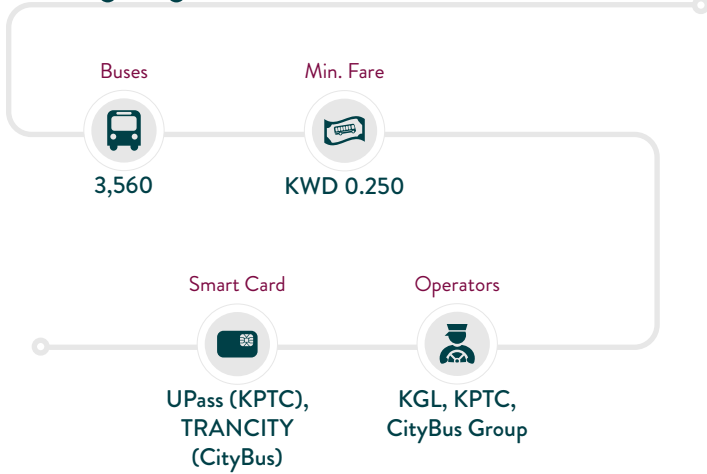 Buses
Min. Fare
3,560
KWD 0.250
Smart Card
Operators
UPass (KPTC),
TRANCITY
(CityBus)
KGL, KPTC,
CityBus Group